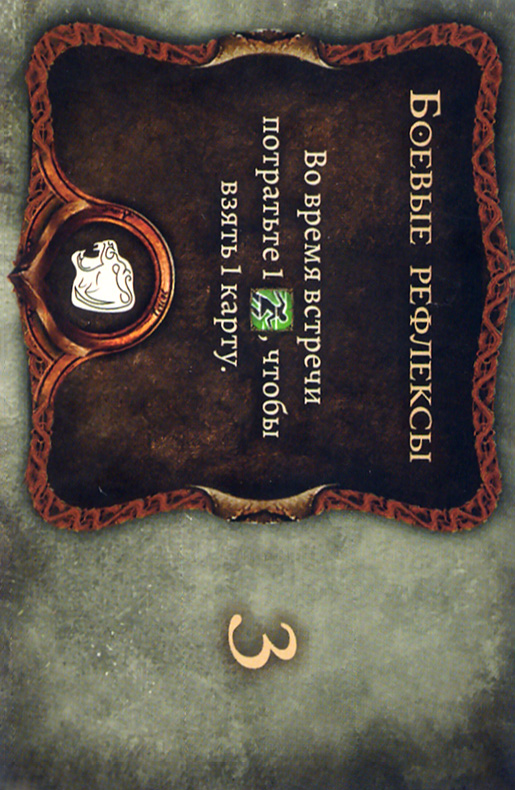 Боевые рефлексы
Во время встречи
потратьте 1 , чтобы
взять 1 карту.
3